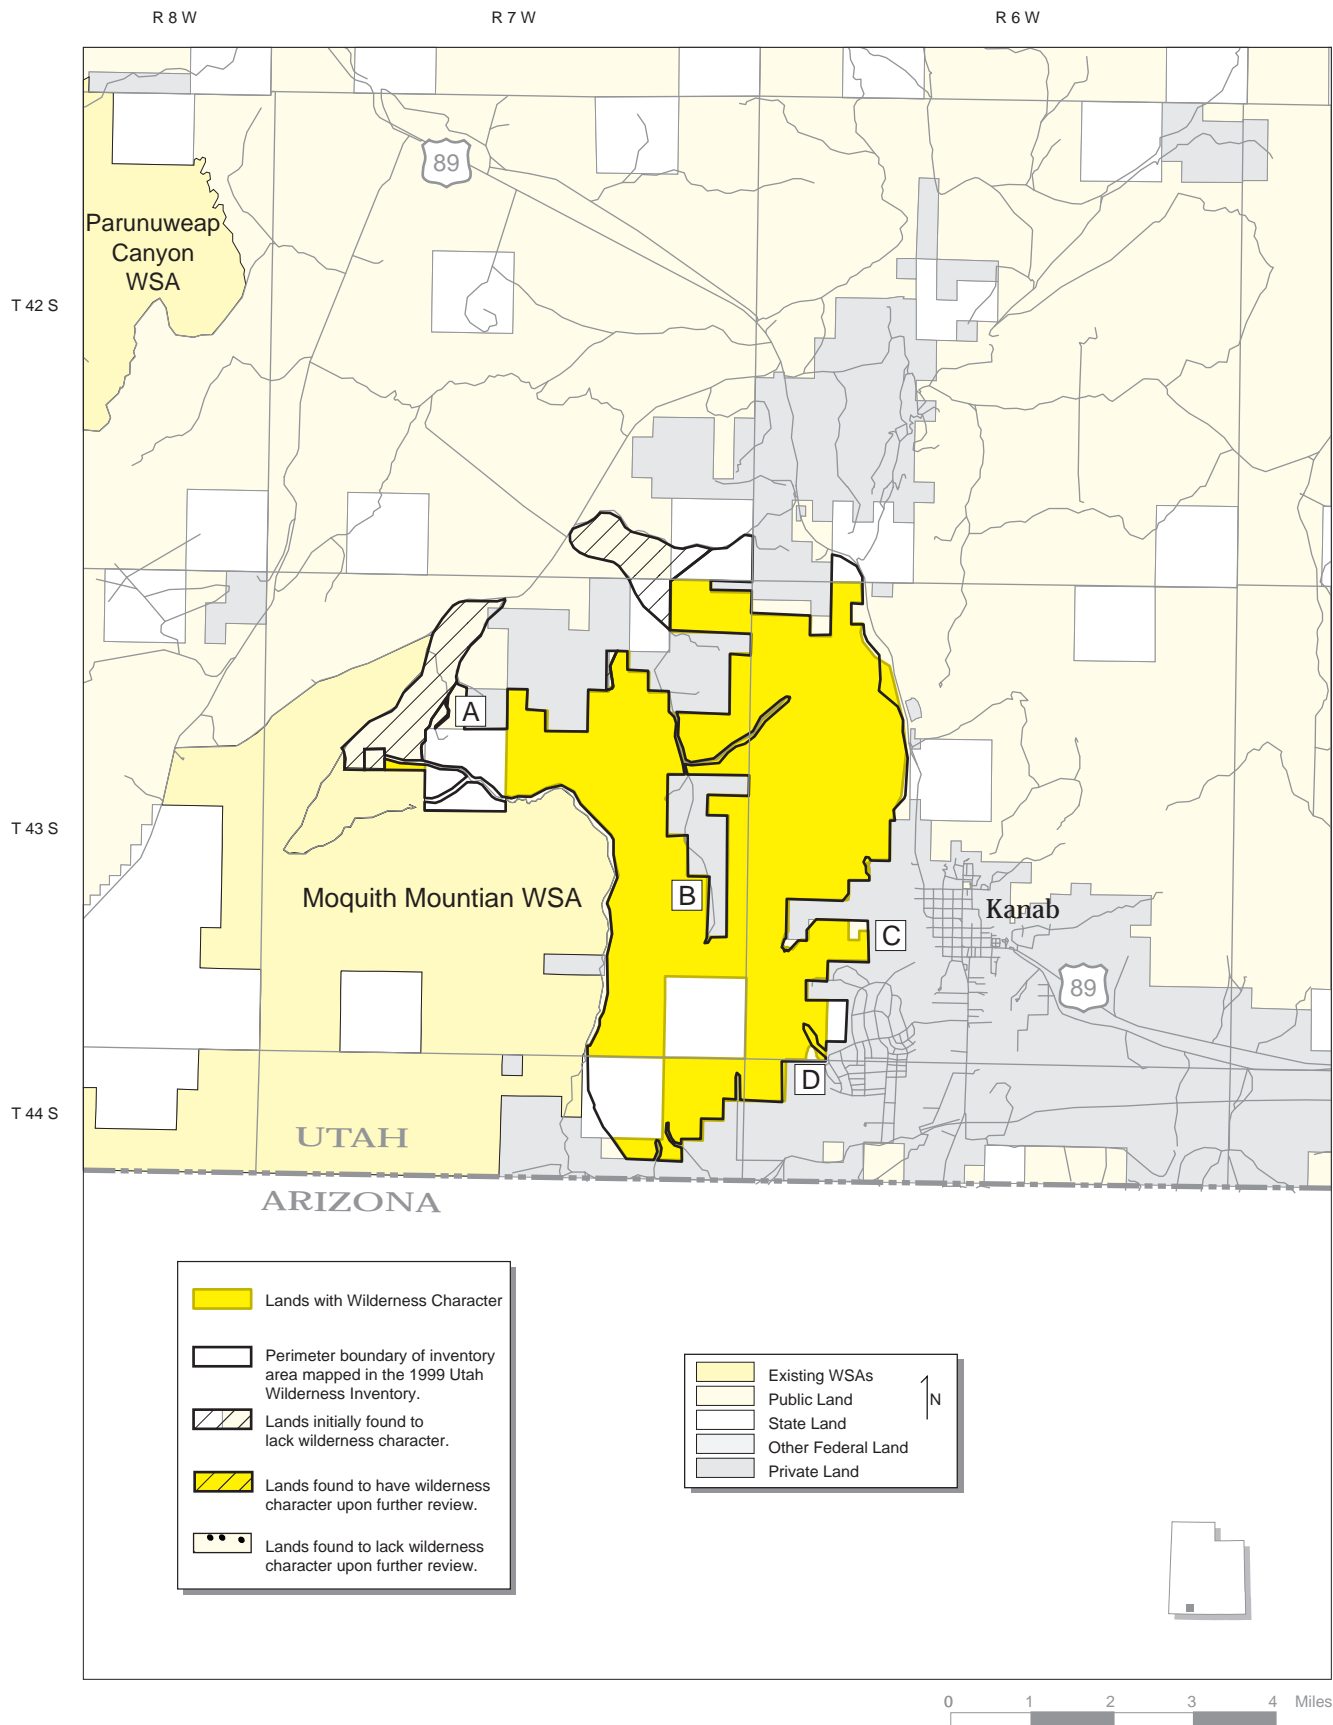 R 8 W
R 7 W
R 6 W
89
Parunuweap
Canyon
WSA
T 42 S
A
T 43 S
Moquith Mountian WSA
B
Kanab
C
89
D
T 44 S
UTAH
ARIZONA
Lands with Wilderness Character
Perimeter boundary of inventory
area mapped in the 1999 Utah
Wilderness Inventory.
Lands initially found to
lack wilderness character.
Lands found to have wilderness
character upon further review.
Lands found to lack wilderness
character upon further review.
Existing WSAs
Public Land
State Land
Other Federal Land
Private Land
N
0 1 2 3 4 Miles